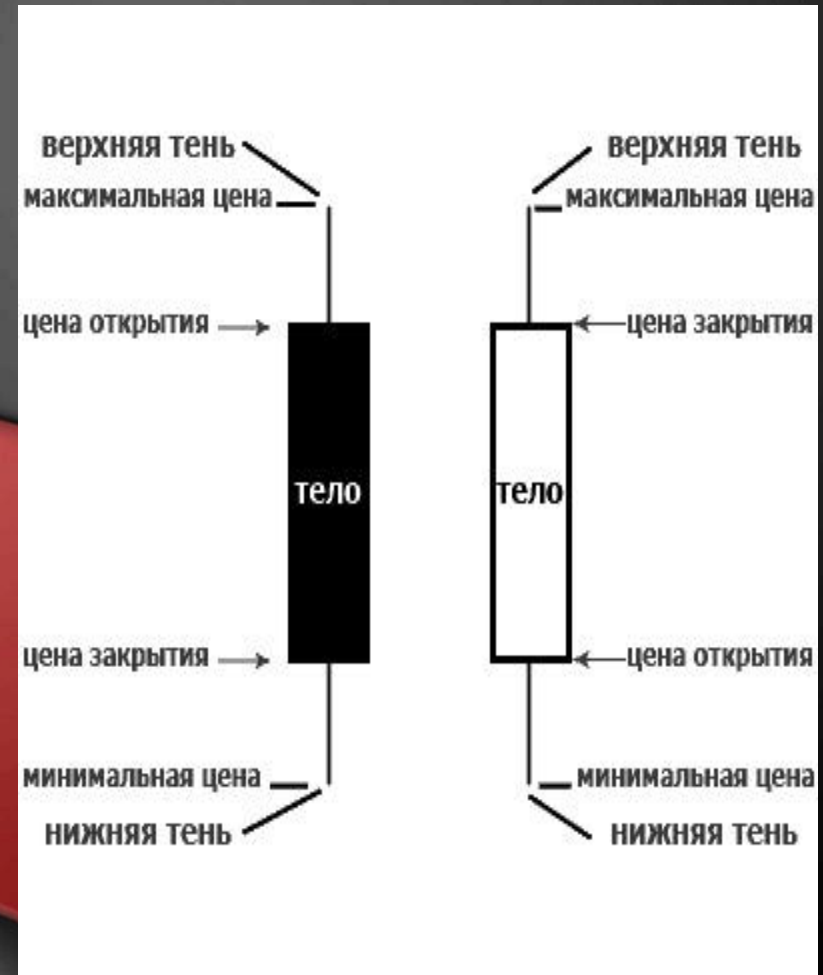 верхняя тень
верхняя тень
максимальная цена
максимальная цена
цена открытия
цена закрытия
тело
тело
цена закрытия
цена открытия
минимальная цена
минимальная цена
нижняя тень
нижняя тень